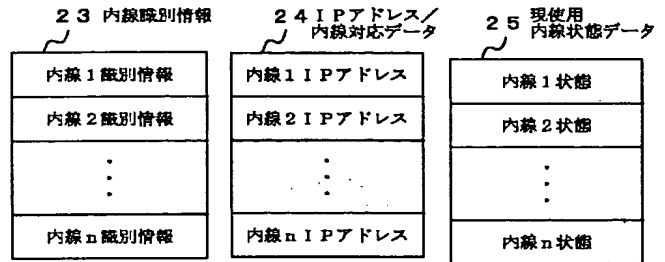 23 内線識別情報
内線1識別情報
内線2識別情報
内線n識別情報
24 IPアドレス/
内線対応データ
内線1IPアドレス
内線2IPアドレス
内線nIPアドレス
25 現使用
内線状態データ
内線1状態
内線2状態
内線n状態